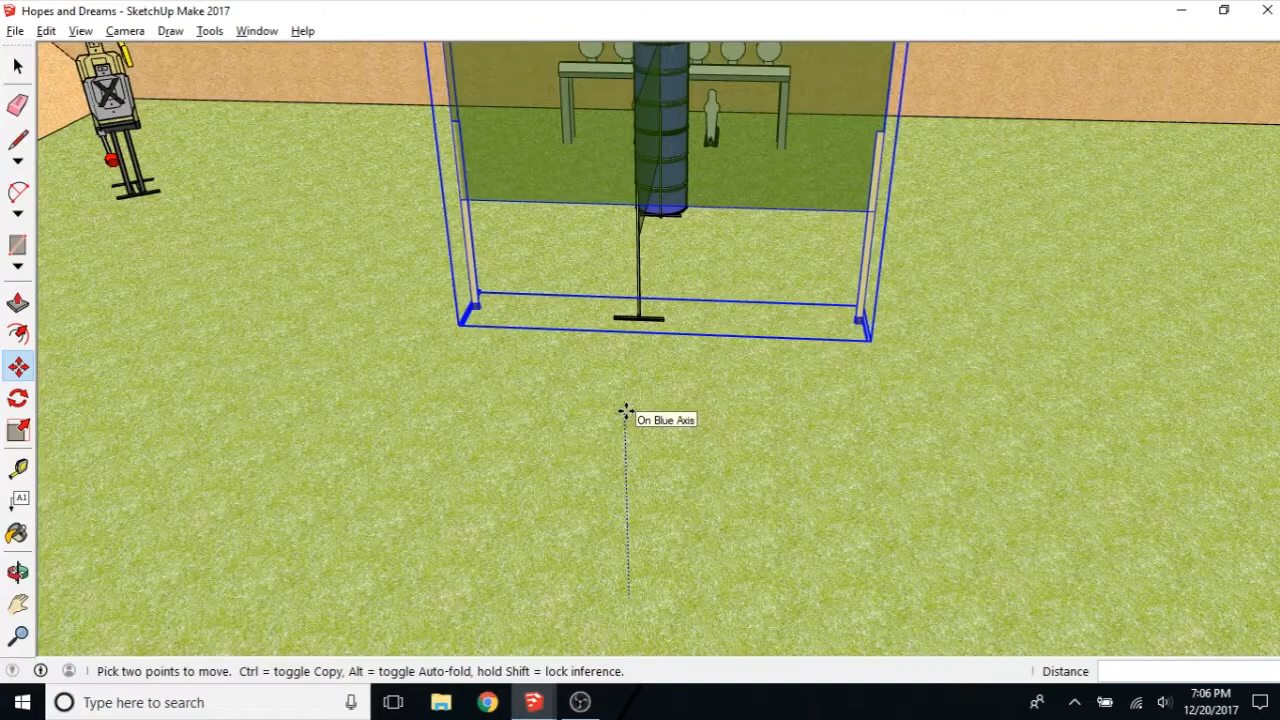 Hopes and Dreams - SketchUp Make 2017
File Edit View Camera Draw Tools Window Help
On Blue Axis
A1
Pick two points to move. Ctrl = toggle Copy, Alt = toggle Auto-fold, hold Shift = lock inference.
Distance
Type here to search
7:06 PM
12/20/2017